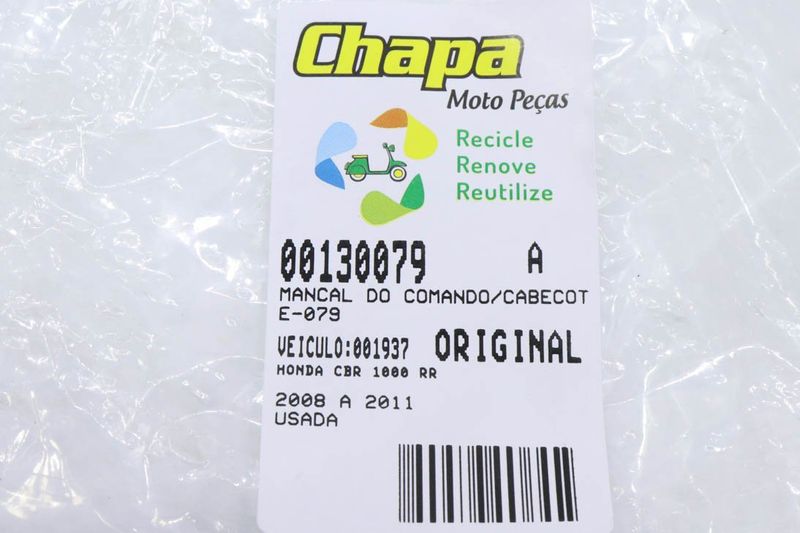 Chapa
Moto Peças
Recicle
Renove
Reutilize
00130079 A
MANCAL DO COMANDO/CABECOT
E-079
VEICULO:001937 ORIGINAL
HONDA CBR 1000 RR
2008 A 2011
USADA